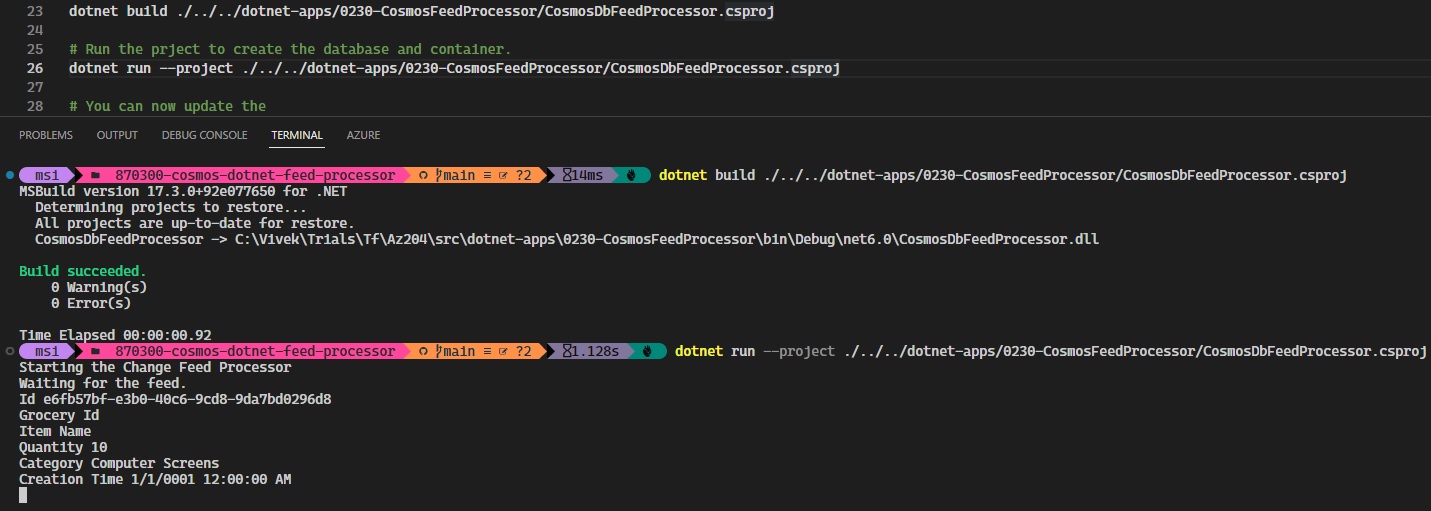 23 dotnet build ./../../dotnet-apps/0230-CosmosFeedProcessor/CosmosDbFeedProcessor.csproj
24
25 # Run the prject to create the database and container.
26 dotnet run --project ./../../dotnet-apps/0230-CosmosFeedProcessor/CosmosDbFeedProcessor.csproj
27
28 # You can now update the
PROBLEMS OUTPUT DEBUG CONSOLE TERMINAL AZURE
msi 870300-cosmos-dotnet-feed-processor main ≡ ?2 14ms dotnet build ./../../dotnet-apps/0230-CosmosFeedProcessor/CosmosDbFeedProcessor.csproj
MSBuild version 17.3.0+92e077650 for .NET
Determining projects to restore...
All projects are up-to-date for restore.
CosmosDbFeedProcessor -> C:\Vivek\Trials\Tf\Az204\src\dotnet-apps\0230-CosmosFeedProcessor\bin\Debug\net6.0\CosmosDbFeedProcessor.dll
Build succeeded.
0 Warning(s)
0 Error(s)
Time Elapsed 00:00:00.92
msi 870300-cosmos-dotnet-feed-processor main ≡ ?2 1.128s dotnet run --project ./../../dotnet-apps/0230-CosmosFeedProcessor/CosmosDbFeedProcessor.csproj
Starting the Change Feed Processor
Waiting for the feed.
Id e6fb57bf-e3b0-40c6-9cd8-9da7bd0296d8
Grocery Id
Item Name
Quantity 10
Category Computer Screens
Creation Time 1/1/0001 12:00:00 AM